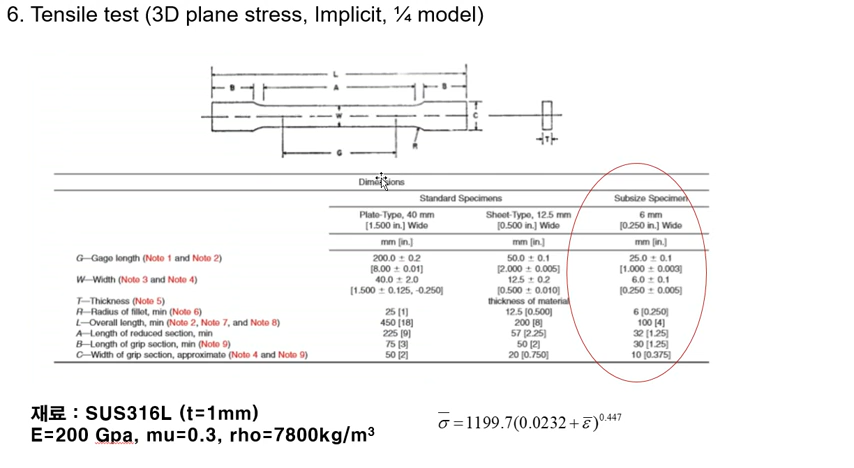 6. Tensile test (3D plane stress, Implicit, ¼ model)
L
B A B
W C
T
R
G
Dimensions
Standard Specimens Subsize Specimen
Plate-Type, 40 mm Sheet-Type, 12.5 mm 6 mm
[1.500 in.] Wide [0.500 in.] Wide [0.250 in.] Wide
mm [in.] mm [in.] mm [in.]
G—Gage length (Note 1 and Note 2) 200.0 ± 0.2 50.0 ± 0.1 25.0 ± 0.1
[8.00 ± 0.01] [2.000 ± 0.005] [1.000 ± 0.003]
W—Width (Note 3 and Note 4) 40.0 ± 2.0 12.5 ± 0.2 6.0 ± 0.1
[1.500 ± 0.125, -0.250] [0.500 ± 0.010] [0.250 ± 0.005]
T—Thickness (Note 5) thickness of material
R—Radius of fillet, min (Note 6) 25 [1] 12.5 [0.500] 6 [0.250]
L—Overall length, min (Note 2, Note 7, and Note 8) 450 [18] 200 [8] 100 [4]
A—Length of reduced section, min 225 [9] 57 [2.25] 32 [1.25]
B—Length of grip section, min (Note 9) 75 [3] 50 [2] 30 [1.25]
C—Width of grip section, approximate (Note 4 and Note 9) 50 [2] 20 [0.750] 10 [0.375]
재료 : SUS316L (t=1mm)
E=200 Gpa, mu=0.3, rho=7800kg/m³
σ̅ =1199.7(0.0232+ε̅)^0.447